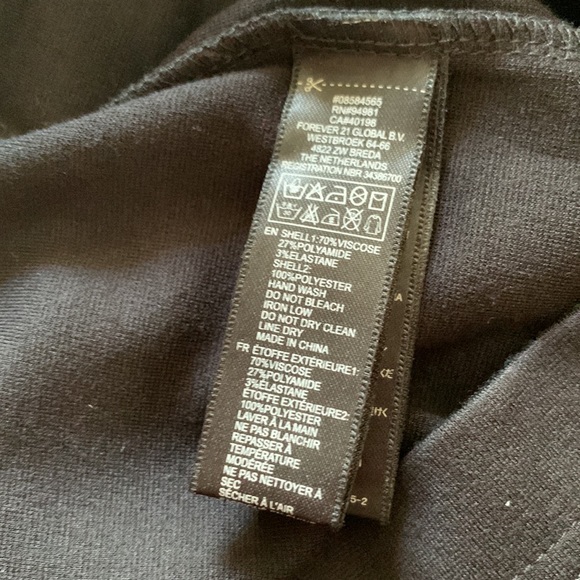 #08584565
RN#94981
CA#40198
FOREVER 21 GLOBAL B.V.
WESTBROEK 64-66
4822 ZW BREDA
THE NETHERLANDS
REGISTRATION NBR 34386700
EN SHELL1:70%VISCOSE
27%POLYAMIDE
3%ELASTANE
SHELL2:
100%POLYESTER
HAND WASH
DO NOT BLEACH
IRON LOW
DO NOT DRY CLEAN
LINE DRY
MADE IN CHINA
FR ÉTOFFE EXTÉRIEURE1:
70%VISCOSE
27%POLYAMIDE
3%ÉLASTANE
ÉTOFFE EXTÉRIEURE2:
100%POLYESTER
LAVER À LA MAIN
NE PAS BLANCHIR
REPASSER À
TEMPÉRATURE
MODÉRÉE
NE PAS NETTOYER À
SEC
SÉCHER À L'AIR